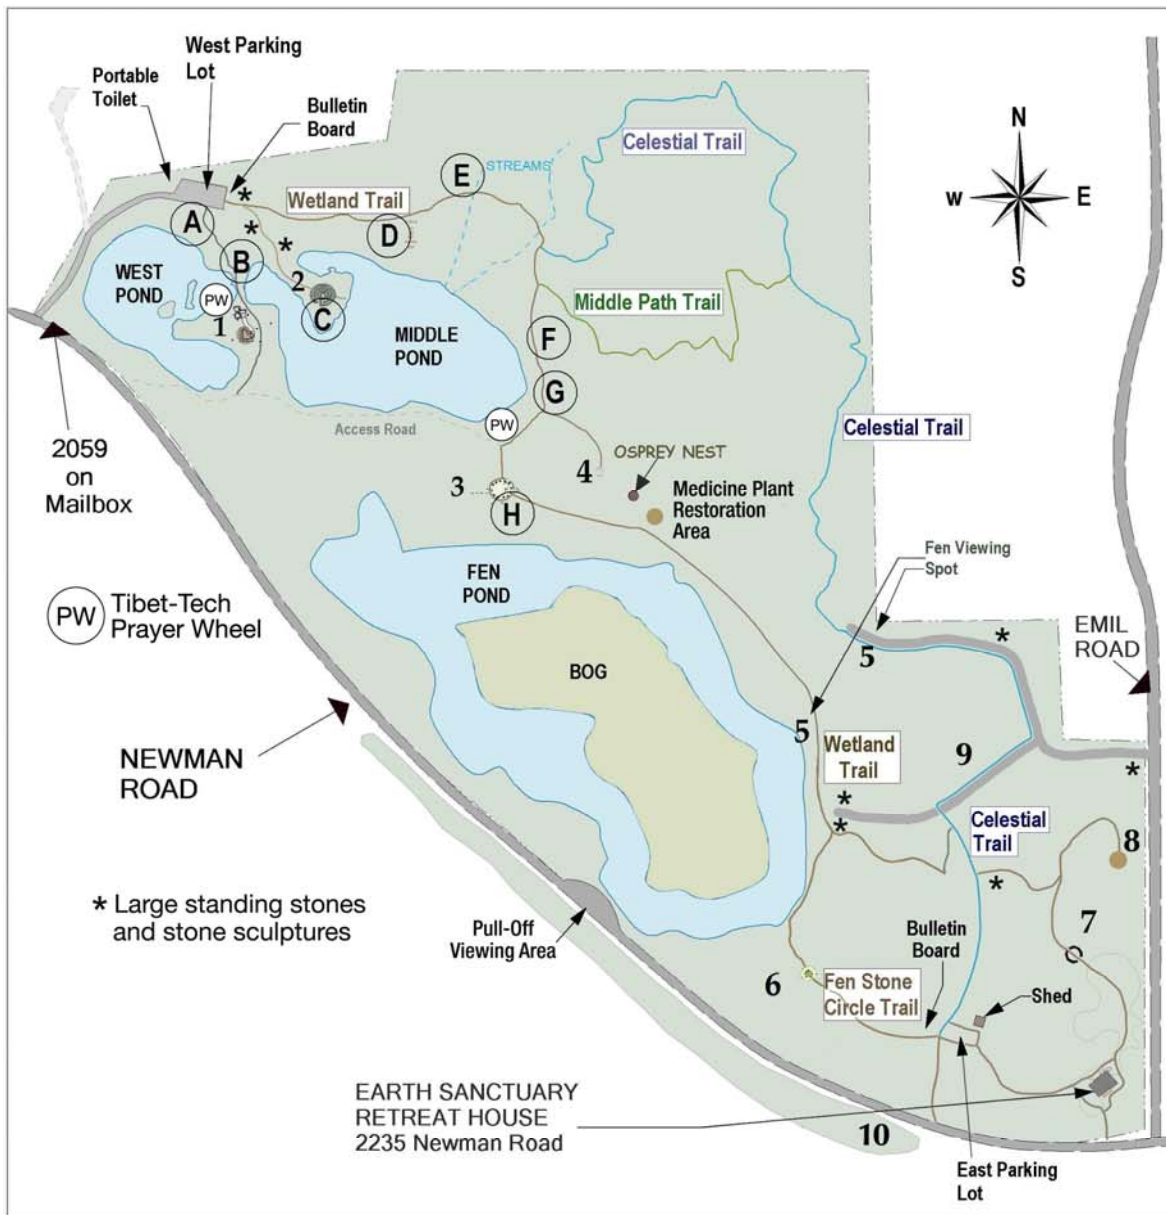 West Parking
Lot
Portable
Toilet
Bulletin
Board
N
W
E
S
Celestial Trail
STREAMS
E
Wetland Trail
*
A
*
D
*
B
WEST
POND
2
PW
C
Middle Path Trail
1
MIDDLE
POND
F
G
Access Road
PW
Celestial Trail
2059
on
Mailbox
OSPREY NEST
4
3
Medicine Plant
Restoration
Area
H
Fen Viewing
Spot
FEN
POND
PW
Tibet-Tech
Prayer Wheel
EMIL
ROAD
*
5
BOG
5
Wetland
Trail
9
NEWMAN
ROAD
*
*
*
Celestial
Trail
8
*
* Large standing stones
and stone sculptures
7
Pull-Off
Viewing Area
Bulletin
Board
6
Fen Stone
Circle Trail
Shed
EARTH SANCTUARY
RETREAT HOUSE
2235 Newman Road
10
East Parking
Lot